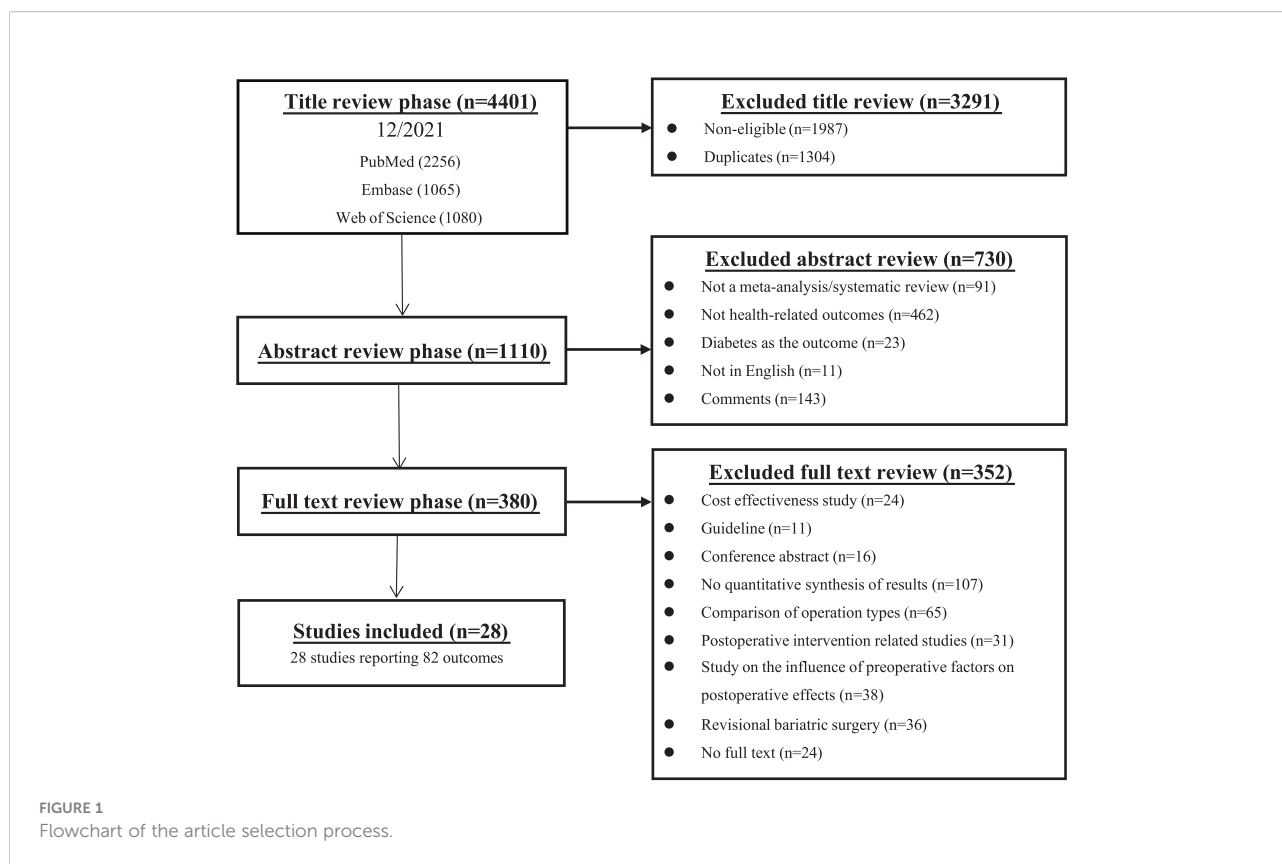 Title review phase (n=4401)
12/2021
PubMed (2256)
Embase (1065)
Web of Science (1080)
Excluded title review (n=3291)
● Non-eligible (n=1987)
● Duplicates (n=1304)
Abstract review phase (n=1110)
Excluded abstract review (n=730)
● Not a meta-analysis/systematic review (n=91)
● Not health-related outcomes (n=462)
● Diabetes as the outcome (n=23)
● Not in English (n=11)
● Comments (n=143)
Full text review phase (n=380)
Excluded full text review (n=352)
● Cost effectiveness study (n=24)
● Guideline (n=11)
● Conference abstract (n=16)
● No quantitative synthesis of results (n=107)
● Comparison of operation types (n=65)
● Postoperative intervention related studies (n=31)
● Study on the influence of preoperative factors on
postoperative effects (n=38)
● Revisional bariatric surgery (n=36)
● No full text (n=24)
Studies included (n=28)
28 studies reporting 82 outcomes
FIGURE 1
Flowchart of the article selection process.